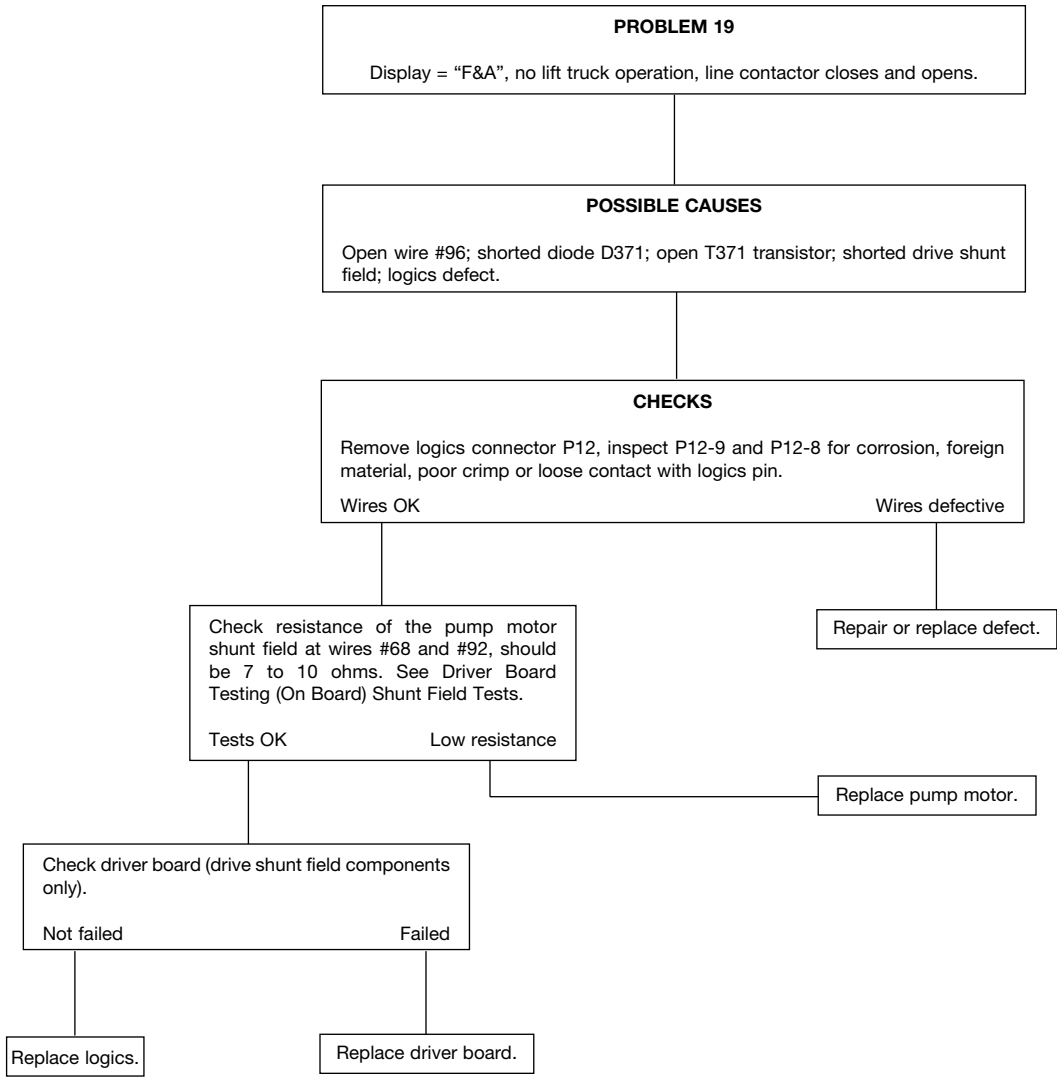 PROBLEM 19
Display = “F&A”, no lift truck operation, line contactor closes and opens.
POSSIBLE CAUSES
Open wire #96; shorted diode D371; open T371 transistor; shorted drive shunt
field; logics defect.
CHECKS
Remove logics connector P12, inspect P12-9 and P12-8 for corrosion, foreign
material, poor crimp or loose contact with logics pin.
Wires OK
Wires defective
Check resistance of the pump motor
shunt field at wires #68 and #92, should
be 7 to 10 ohms. See Driver Board
Testing (On Board) Shunt Field Tests.
Tests OK
Low resistance
Repair or replace defect.
Replace pump motor.
Check driver board (drive shunt field components
only).
Not failed
Failed
Replace logics.
Replace driver board.